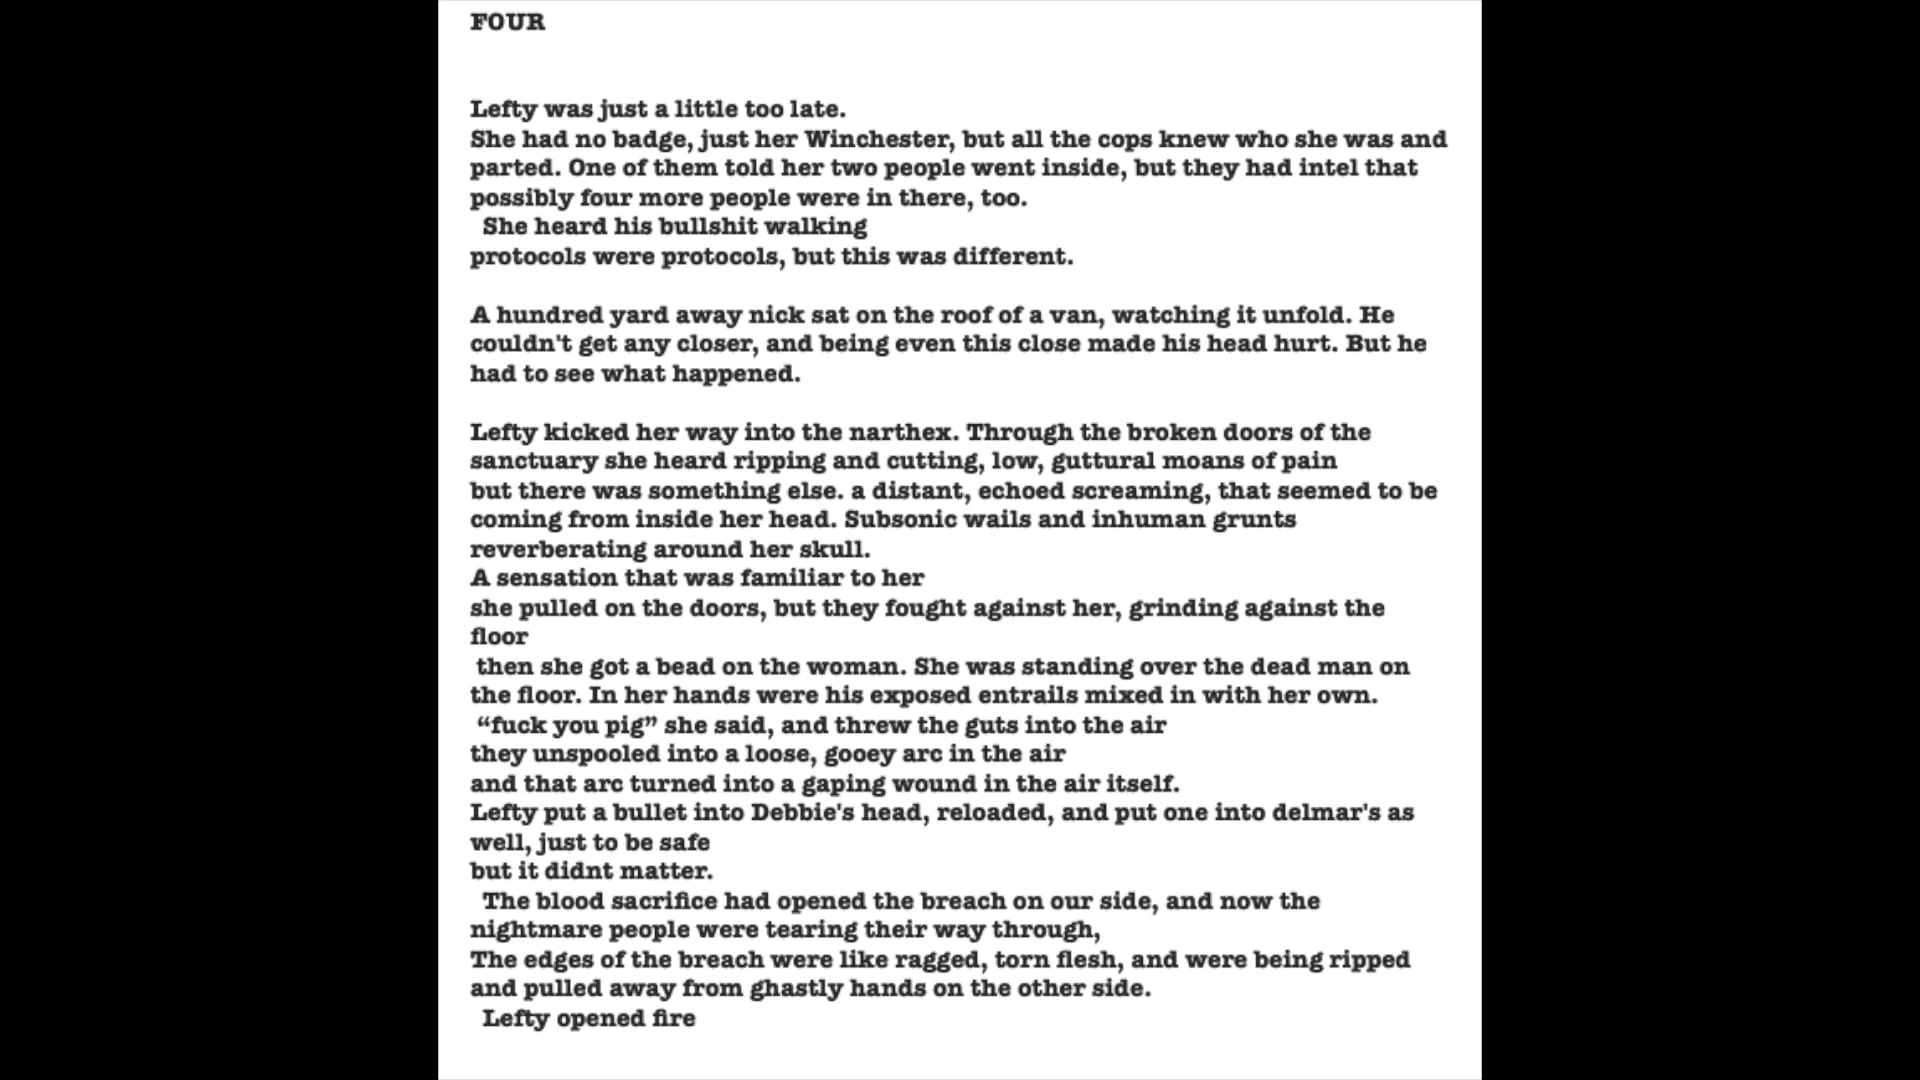 FOUR
Lefty was just a little too late.
She had no badge, just her Winchester, but all the cops knew who she was and
parted. One of them told her two people went inside, but they had intel that
possibly four more people were in there, too.
She heard his bullshit walking
protocols were protocols, but this was different.
A hundred yard away nick sat on the roof of a van, watching it unfold. He
couldn't get any closer, and being even this close made his head hurt. But he
had to see what happened.
Lefty kicked her way into the narthex. Through the broken doors of the
sanctuary she heard ripping and cutting, low, guttural moans of pain
but there was something else. a distant, echoed screaming, that seemed to be
coming from inside her head. Subsonic wails and inhuman grunts
reverberating around her skull.
A sensation that was familiar to her
she pulled on the doors, but they fought against her, grinding against the
floor
then she got a bead on the woman. She was standing over the dead man on
the floor. In her hands were his exposed entrails mixed in with her own.
“fuck you pig” she said, and threw the guts into the air
they unspooled into a loose, gooey arc in the air
and that arc turned into a gaping wound in the air itself.
Lefty put a bullet into Debbie's head, reloaded, and put one into delmar's as
well, just to be safe
but it didnt matter.
The blood sacrifice had opened the breach on our side, and now the
nightmare people were tearing their way through,
The edges of the breach were like ragged, torn flesh, and were being ripped
and pulled away from ghastly hands on the other side.
Lefty opened fire